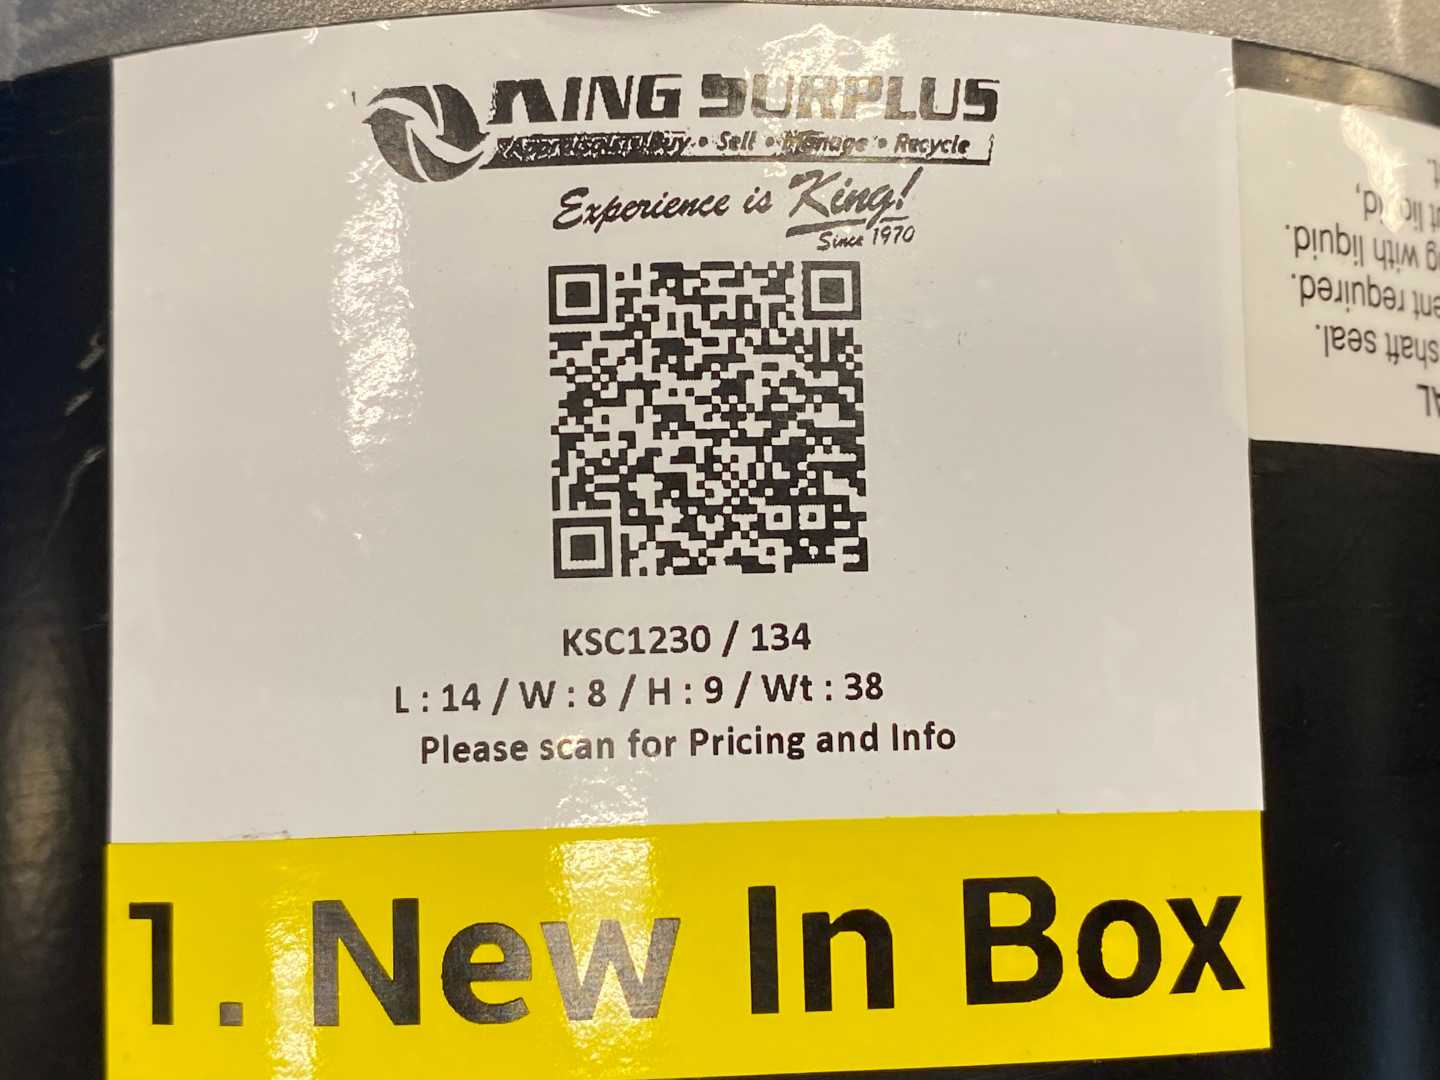 KING SURPLUS
Appraisals • Buy • Sell • Manage • Recycle
Experience is King!
Since 1970
KSC1230 / 134
L : 14 / W : 8 / H : 9 / Wt : 38
Please scan for Pricing and Info
1. New In Box
shaft seal.
required.
with liquid.
liquid,